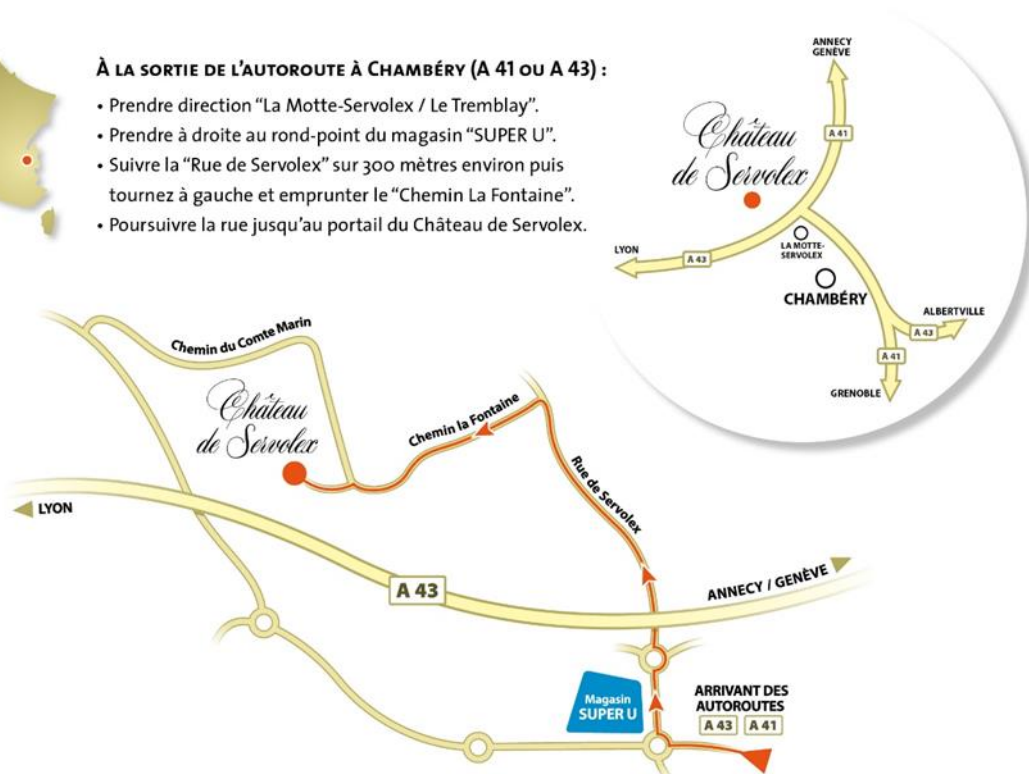 À LA SORTIE DE L'AUTOROUTE À CHAMBÉRY (A 41 OU A 43) :
• Prendre direction “La Motte-Servolex / Le Tremblay”.
• Prendre à droite au rond-point du magasin “SUPER U”.
• Suivre la “Rue de Servolex” sur 300 mètres environ puis
tournez à gauche et emprunter le “Chemin La Fontaine”.
• Poursuivre la rue jusqu'au portail du Château de Servolex.
ANNECY
GENÈVE
A 41
Château
de Servolex
LYON
A 43
LA MOTTE-
SERVOLEX
CHAMBÉRY
ALBERTVILLE
A 43
A 41
GRENOBLE
Chemin du Comte Marin
Château
de Servolex
Chemin la Fontaine
Rue de Servolex
LYON
A 43
ANNECY / GENÈVE
Magasin
SUPER U
ARRIVANT DES
AUTOROUTES
A 43 A 41